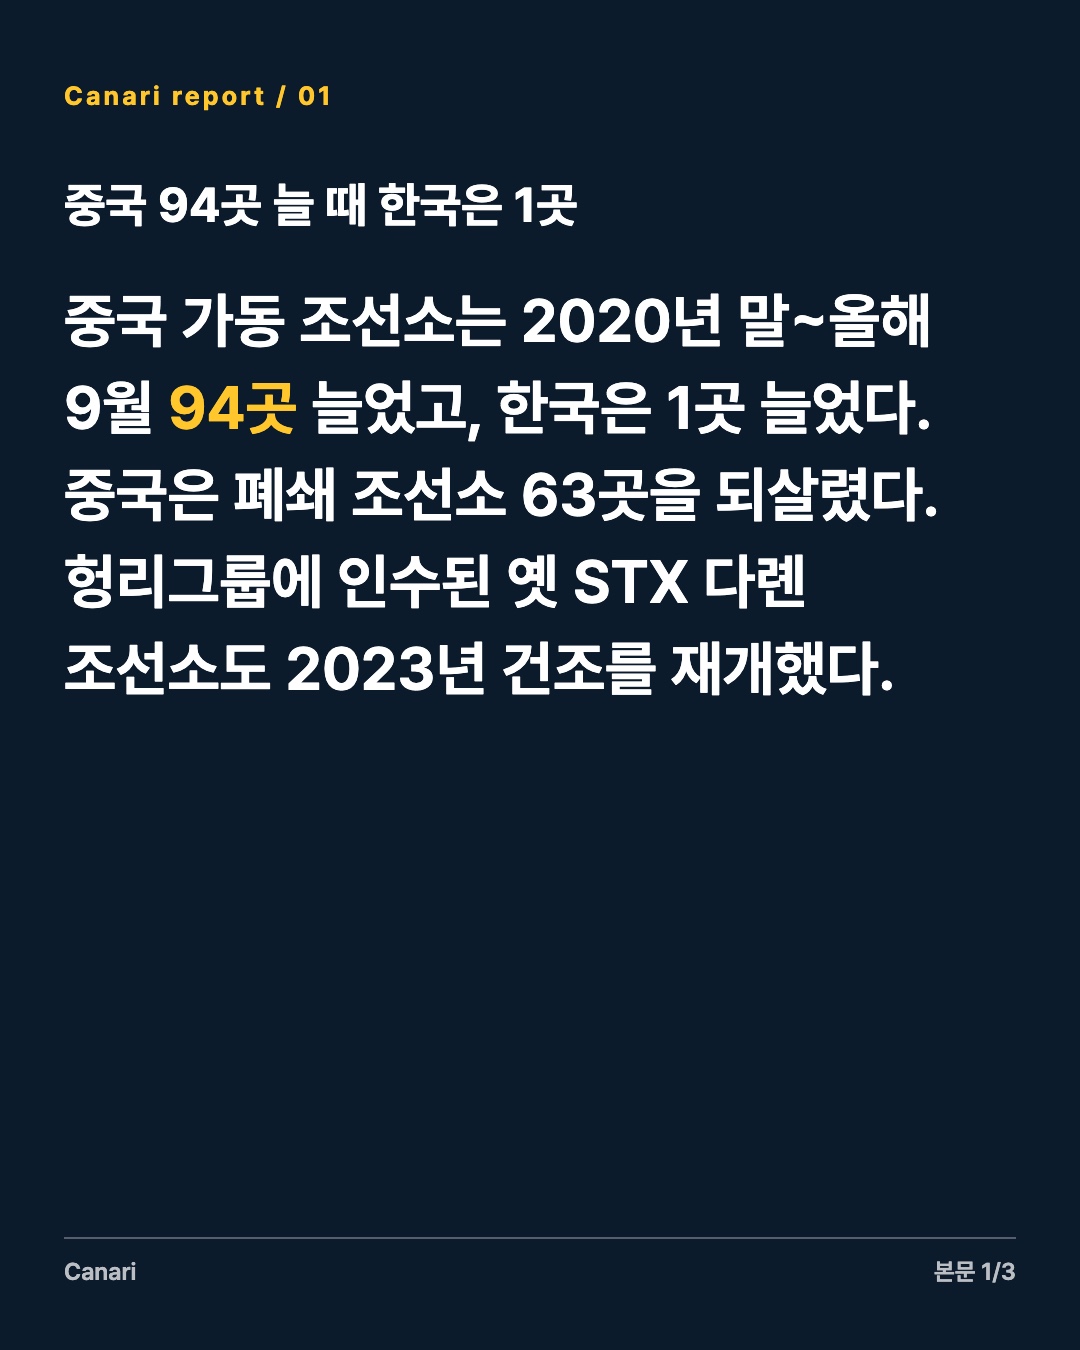 Canari report / 01
중국 94곳 늘 때 한국은 1곳
중국 가동 조선소는 2020년 말~올해
9월 94곳 늘었고, 한국은 1곳 늘었다.
중국은 폐쇄 조선소 63곳을 되살렸다.
헝리그룹에 인수된 옛 STX 다롄
조선소도 2023년 건조를 재개했다.
Canari
본문 1/3